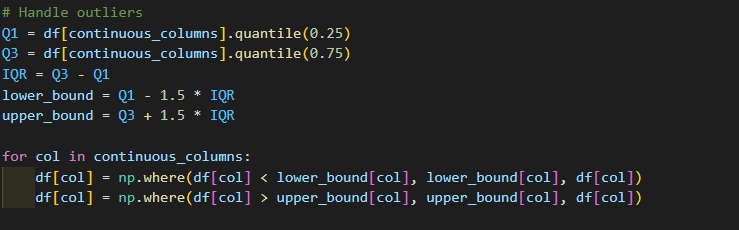 # Handle outliers
Q1 = df[continuous_columns].quantile(0.25)
Q3 = df[continuous_columns].quantile(0.75)
IQR = Q3 - Q1
lower_bound = Q1 - 1.5 * IQR
upper_bound = Q3 + 1.5 * IQR

for col in continuous_columns:
    df[col] = np.where(df[col] < lower_bound[col], lower_bound[col], df[col])
    df[col] = np.where(df[col] > upper_bound[col], upper_bound[col], df[col])